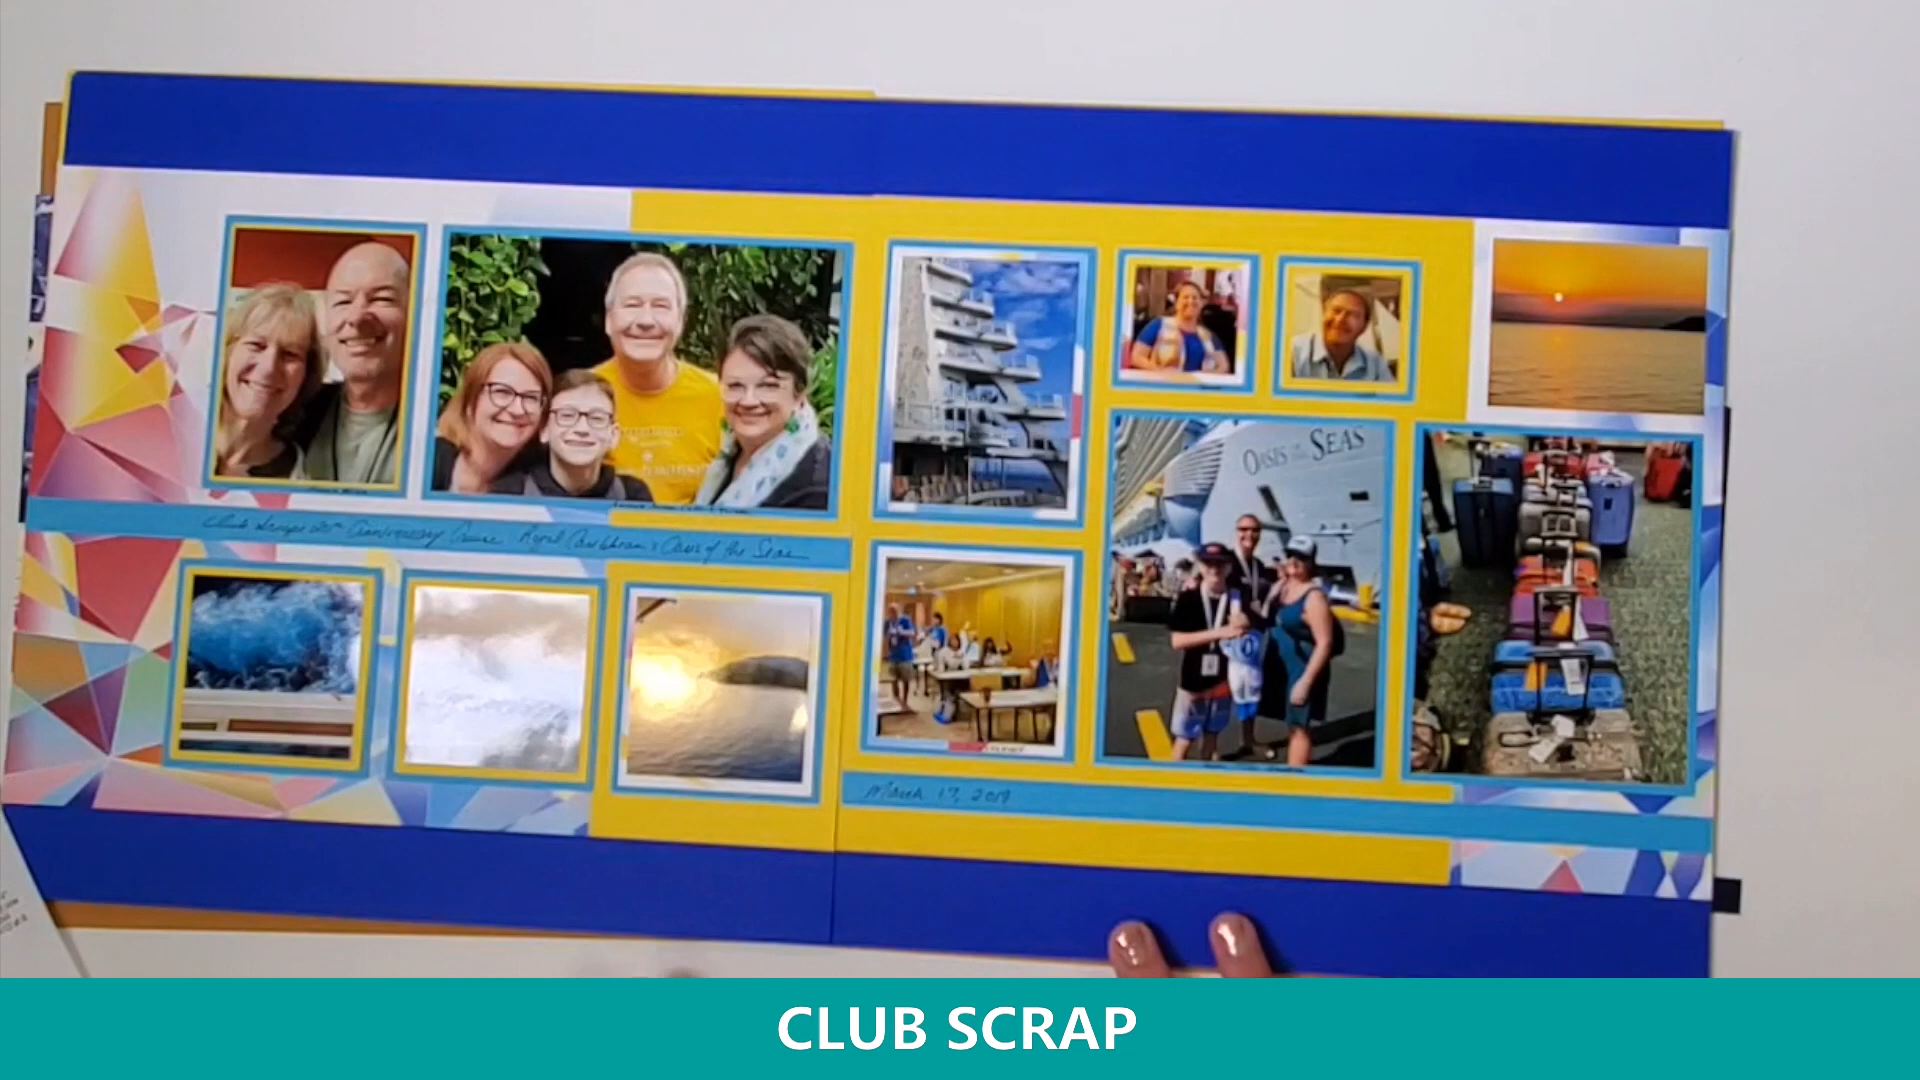 OASIS OF THE SEAS
Club Scraps 20th Anniversary Cruise Royal Caribbean's Oasis of the Seas
March 17, 2019
CLUB SCRAP